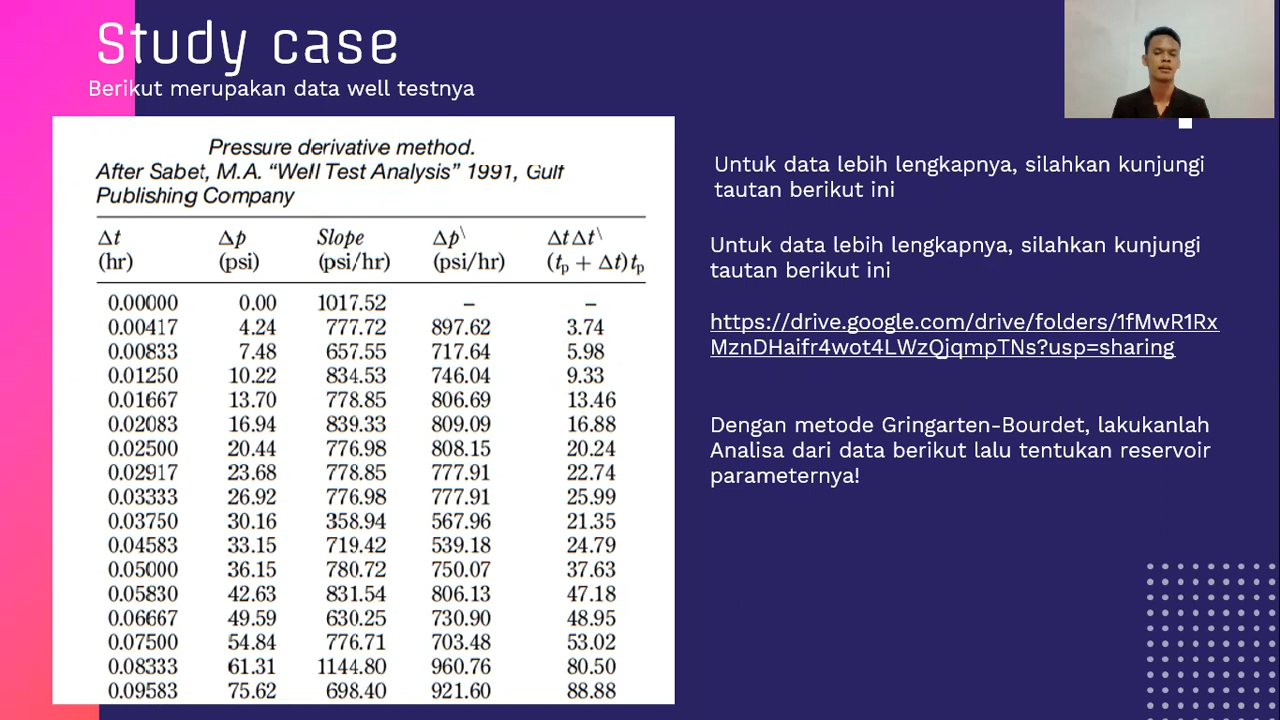 Study case
Berikut merupakan data well testnya
Pressure derivative method.
After Sabet, M.A. “Well Test Analysis” 1991, Gulf
Publishing Company
Δt Δp Slope Δp\ ΔtΔt\
(hr) (psi) (psi/hr) (psi/hr) (tp + Δt)tp
0.00000 0.00 1017.52 – –
0.00417 4.24 777.72 897.62 3.74
0.00833 7.48 657.55 717.64 5.98
0.01250 10.22 834.53 746.04 9.33
0.01667 13.70 778.85 806.69 13.46
0.02083 16.94 839.33 809.09 16.88
0.02500 20.44 776.98 808.15 20.24
0.02917 23.68 778.85 777.91 22.74
0.03333 26.92 776.98 777.91 25.99
0.03750 30.16 358.94 567.96 21.35
0.04583 33.15 719.42 539.18 24.79
0.05000 36.15 780.72 750.07 37.63
0.05830 42.63 831.54 806.13 47.18
0.06667 49.59 630.25 730.90 48.95
0.07500 54.84 776.71 703.48 53.02
0.08333 61.31 1144.80 960.76 80.50
0.09583 75.62 698.40 921.60 88.88
Untuk data lebih lengkapnya, silahkan kunjungi
tautan berikut ini
Untuk data lebih lengkapnya, silahkan kunjungi
tautan berikut ini
https://drive.google.com/drive/folders/1fMwR1Rx
MznDHaifr4wot4LWzQjqmpTNs?usp=sharing
Dengan metode Gringarten-Bourdet, lakukanlah
Analisa dari data berikut lalu tentukan reservoir
parameternya!